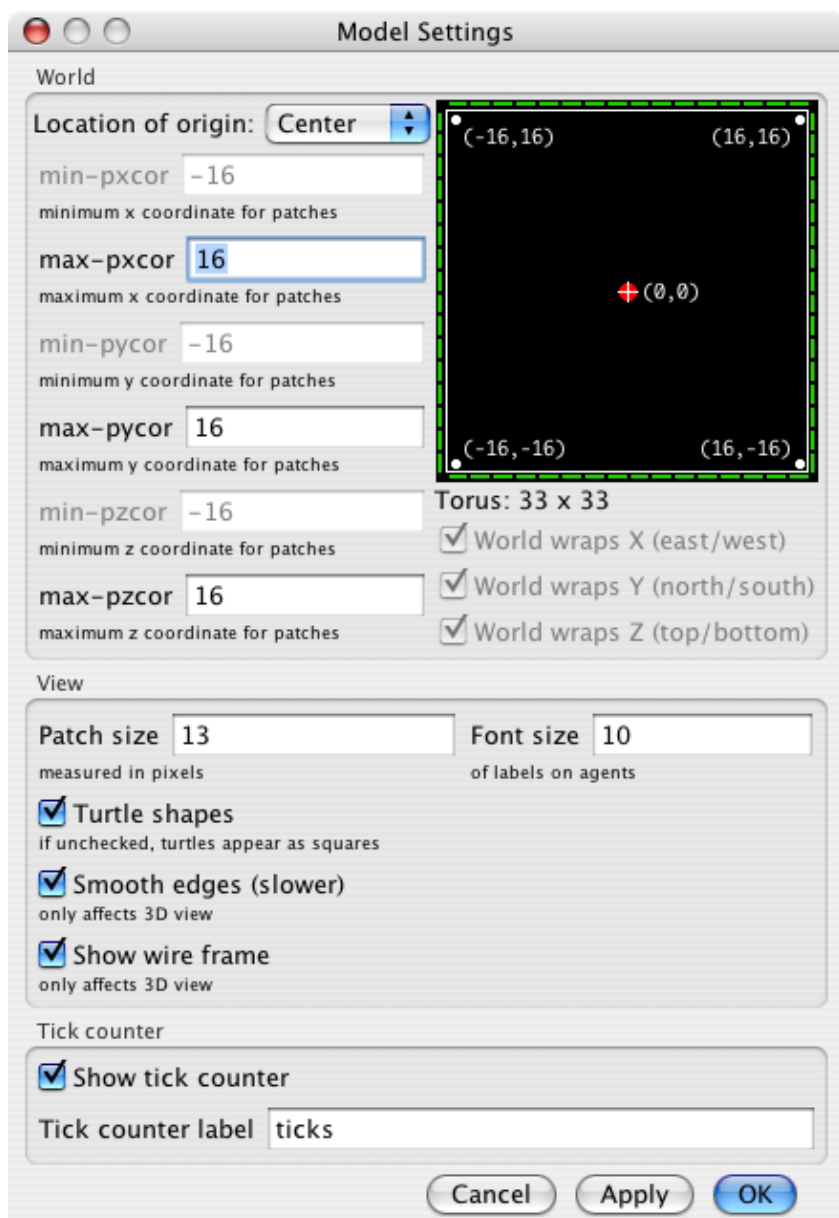 Model Settings
World
Location of origin: Center
min-pxcor -16
minimum x coordinate for patches
max-pxcor 16
maximum x coordinate for patches
min-pycor -16
minimum y coordinate for patches
max-pycor 16
maximum y coordinate for patches
min-pzcor -16
minimum z coordinate for patches
max-pzcor 16
maximum z coordinate for patches
(-16,16) (16,16)
(0,0)
(-16,-16) (16,-16)
Torus: 33 x 33
World wraps X (east/west)
World wraps Y (north/south)
World wraps Z (top/bottom)
View
Patch size 13 Font size 10
measured in pixels of labels on agents
Turtle shapes
if unchecked, turtles appear as squares
Smooth edges (slower)
only affects 3D view
Show wire frame
only affects 3D view
Tick counter
Show tick counter
Tick counter label ticks
Cancel Apply OK